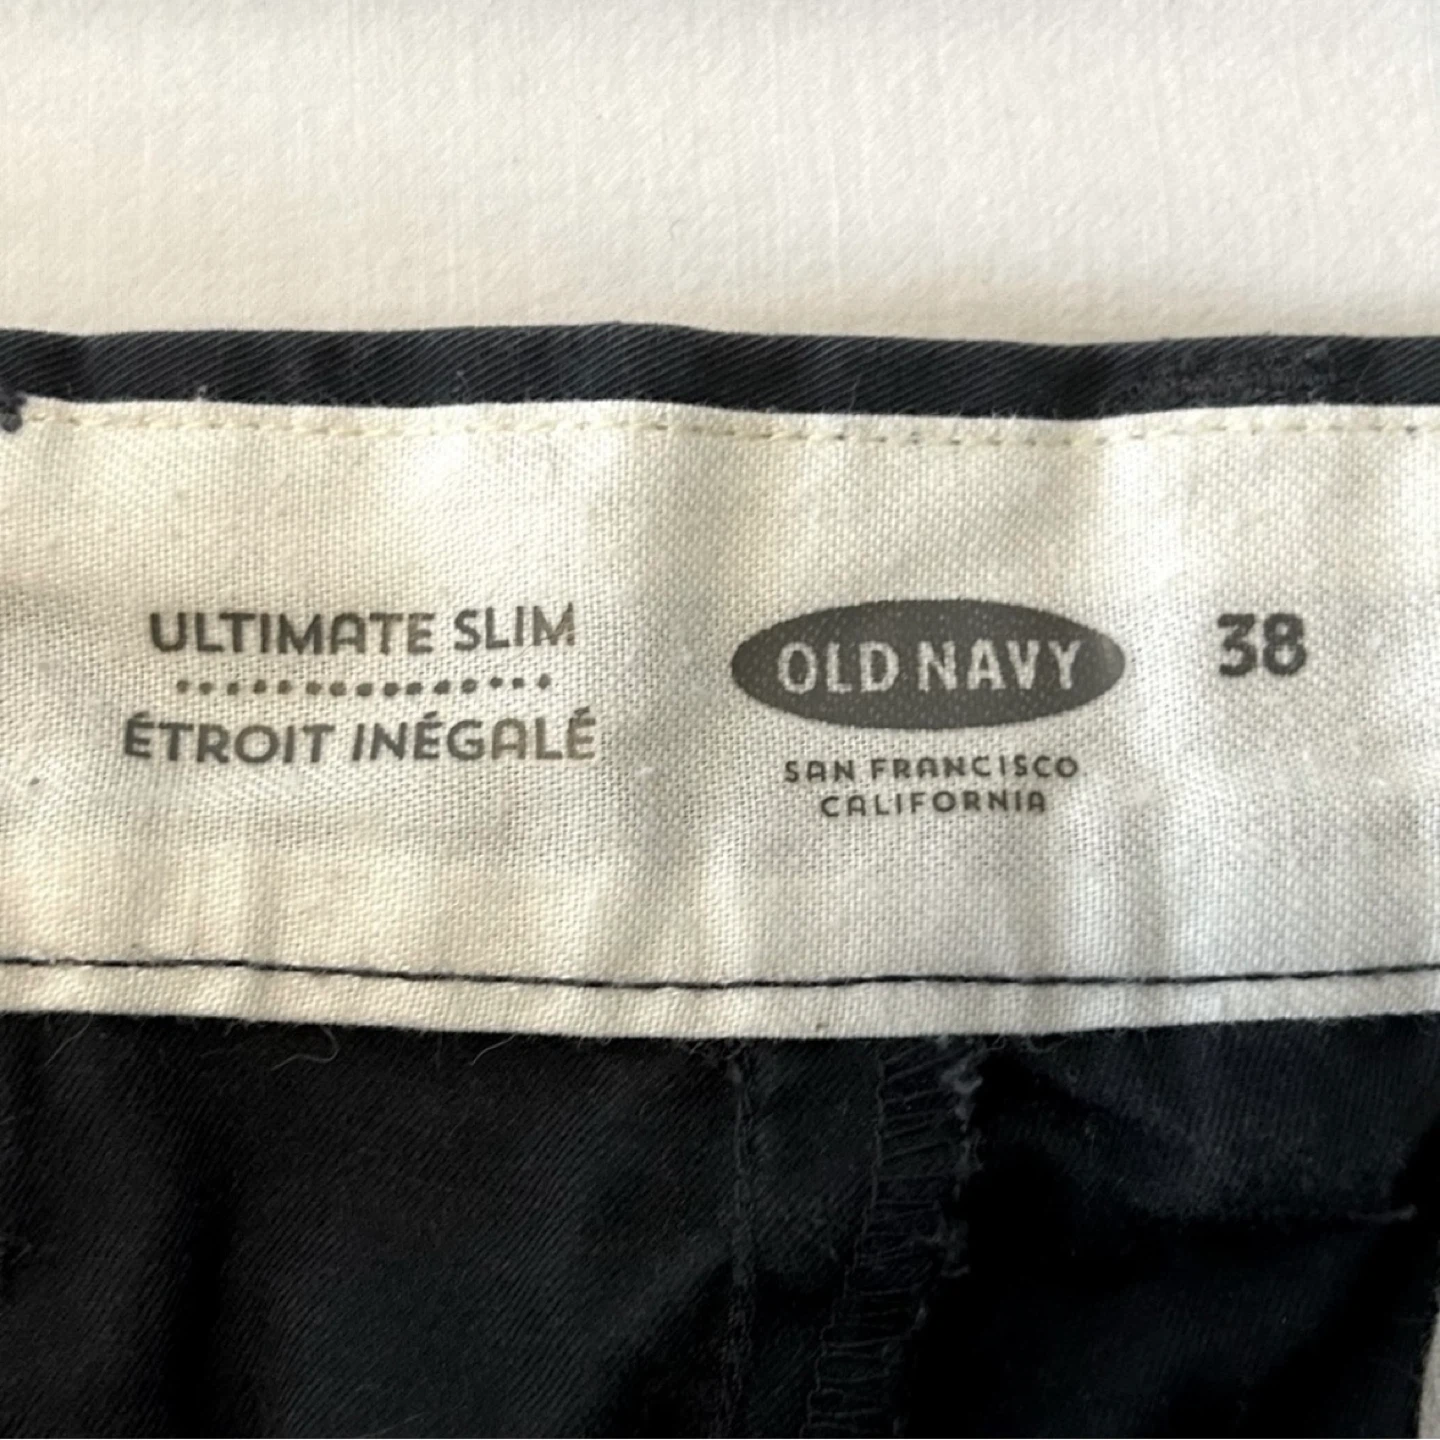 ULTIMATE SLIM
ÉTROIT INÉGALÉ
OLD NAVY
SAN FRANCISCO
CALIFORNIA
38